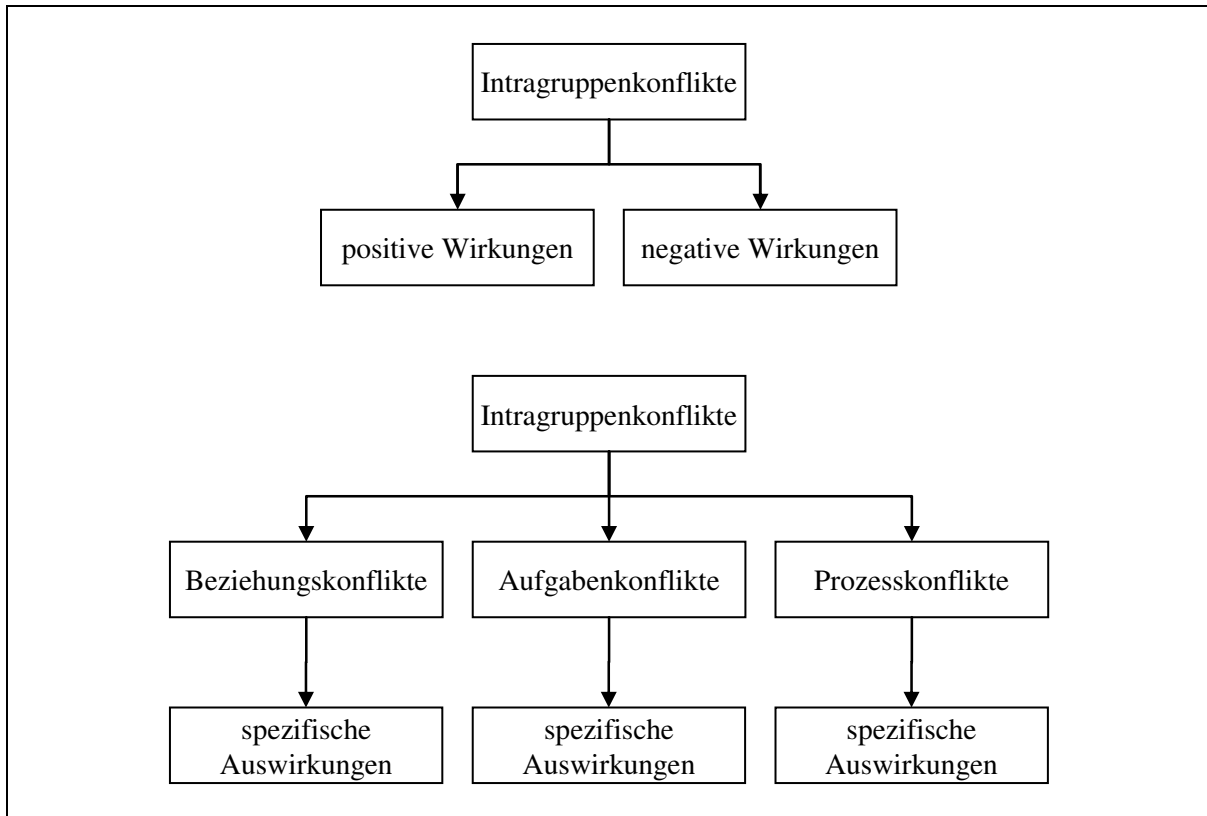 Intragruppenkonflikte
positive Wirkungen
negative Wirkungen
Intragruppenkonflikte
Beziehungskonflikte
Aufgabenkonflikte
Prozesskonflikte
spezifische
Auswirkungen
spezifische
Auswirkungen
spezifische
Auswirkungen